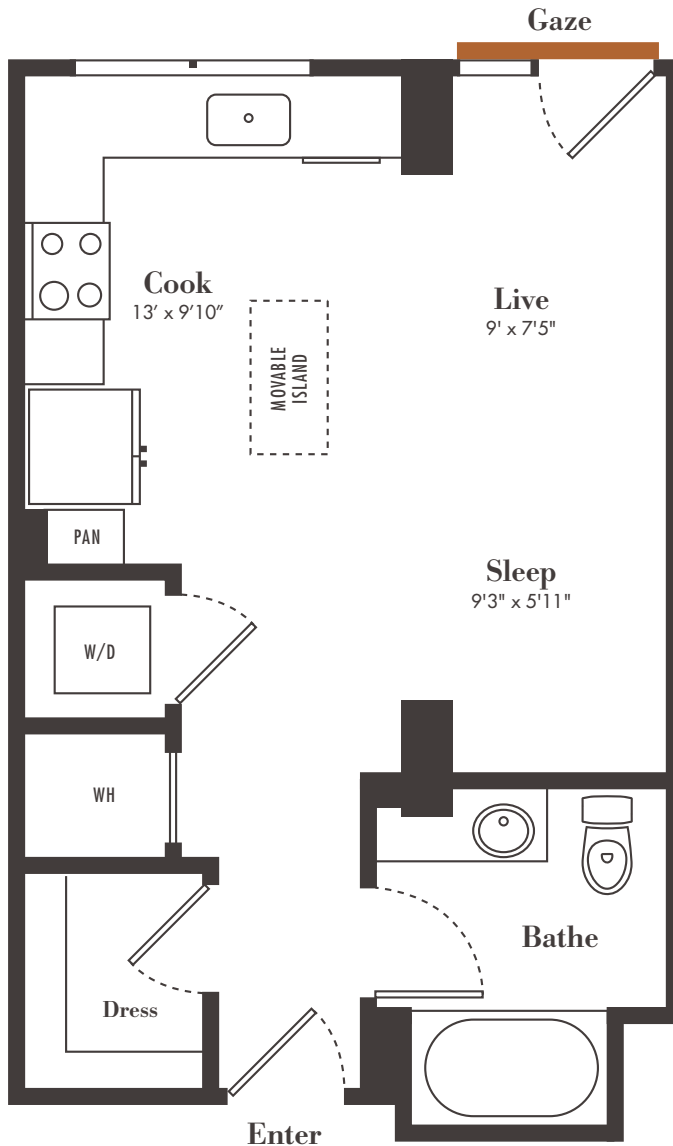 Gaze
Cook
13’ x 9’10”
Live
9' x 7'5"
MOVABLE
ISLAND
PAN
Sleep
9'3" x 5'11"
W/D
WH
Bathe
Dress
Enter